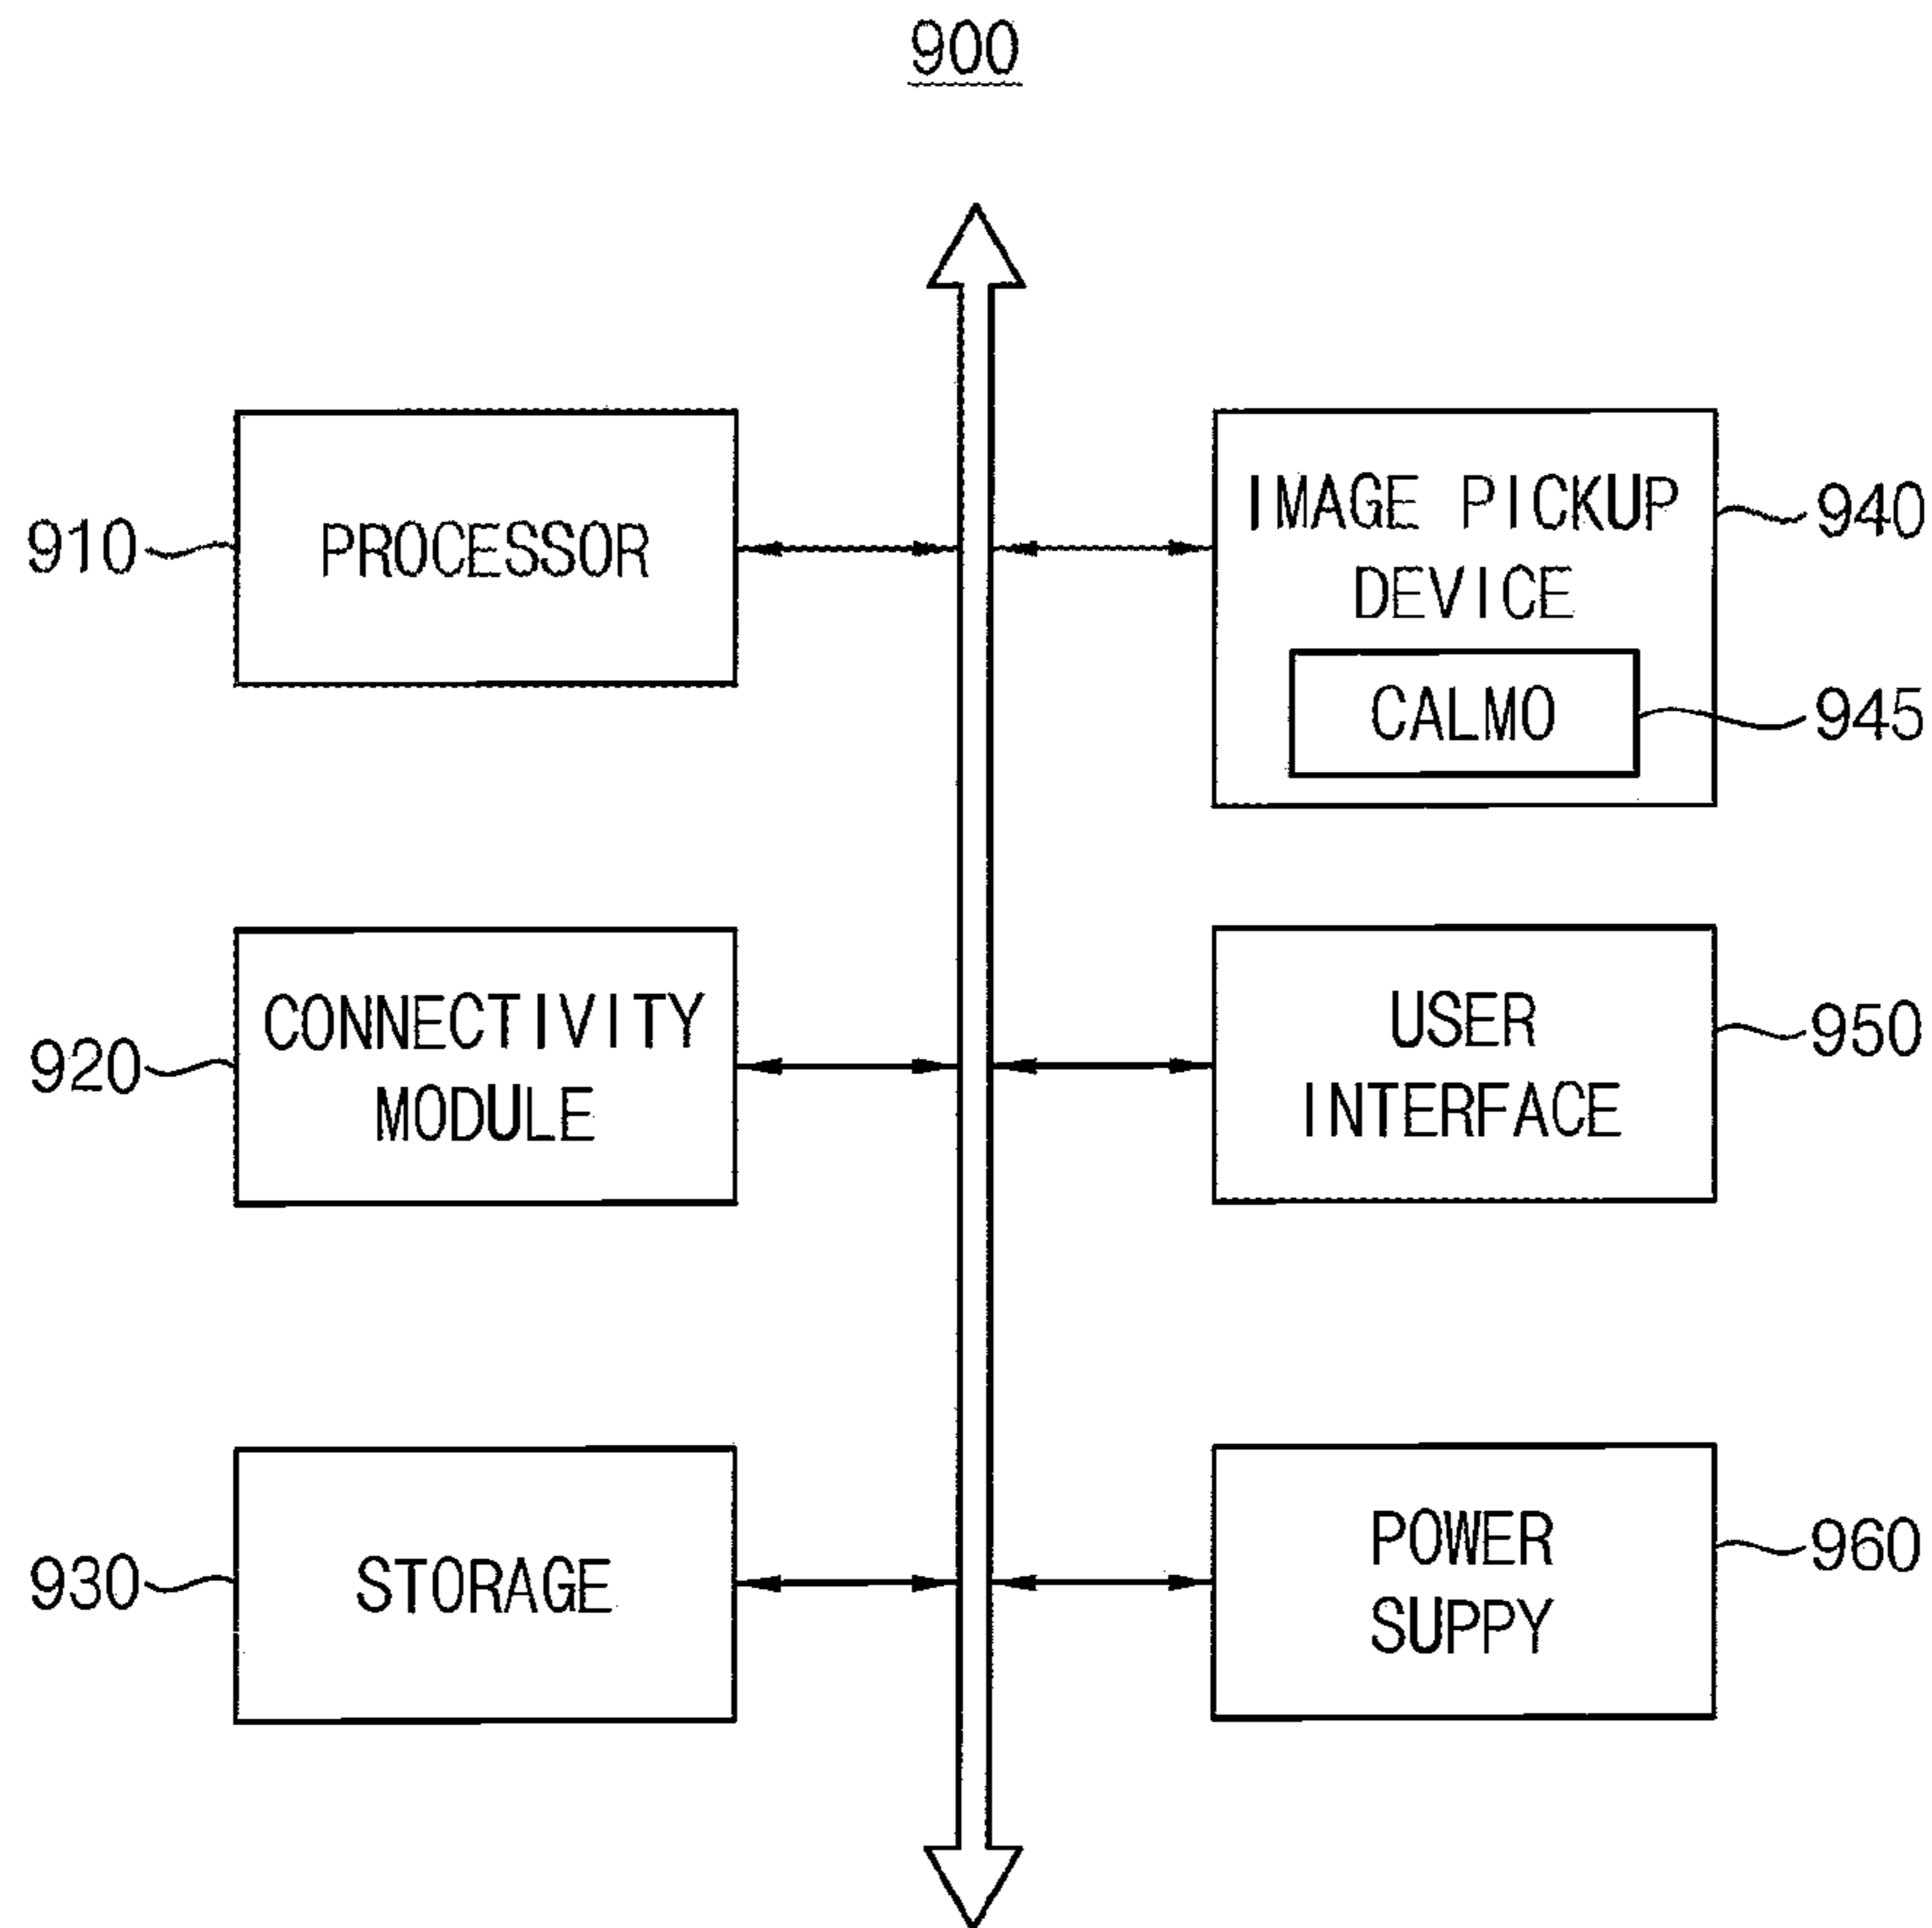 900
910
PROCESSOR
IMAGE PICKUP
DEVICE
940
CALMO
945
920
CONNECTIVITY
MODULE
USER
INTERFACE
950
930
STORAGE
POWER
SUPPY
960